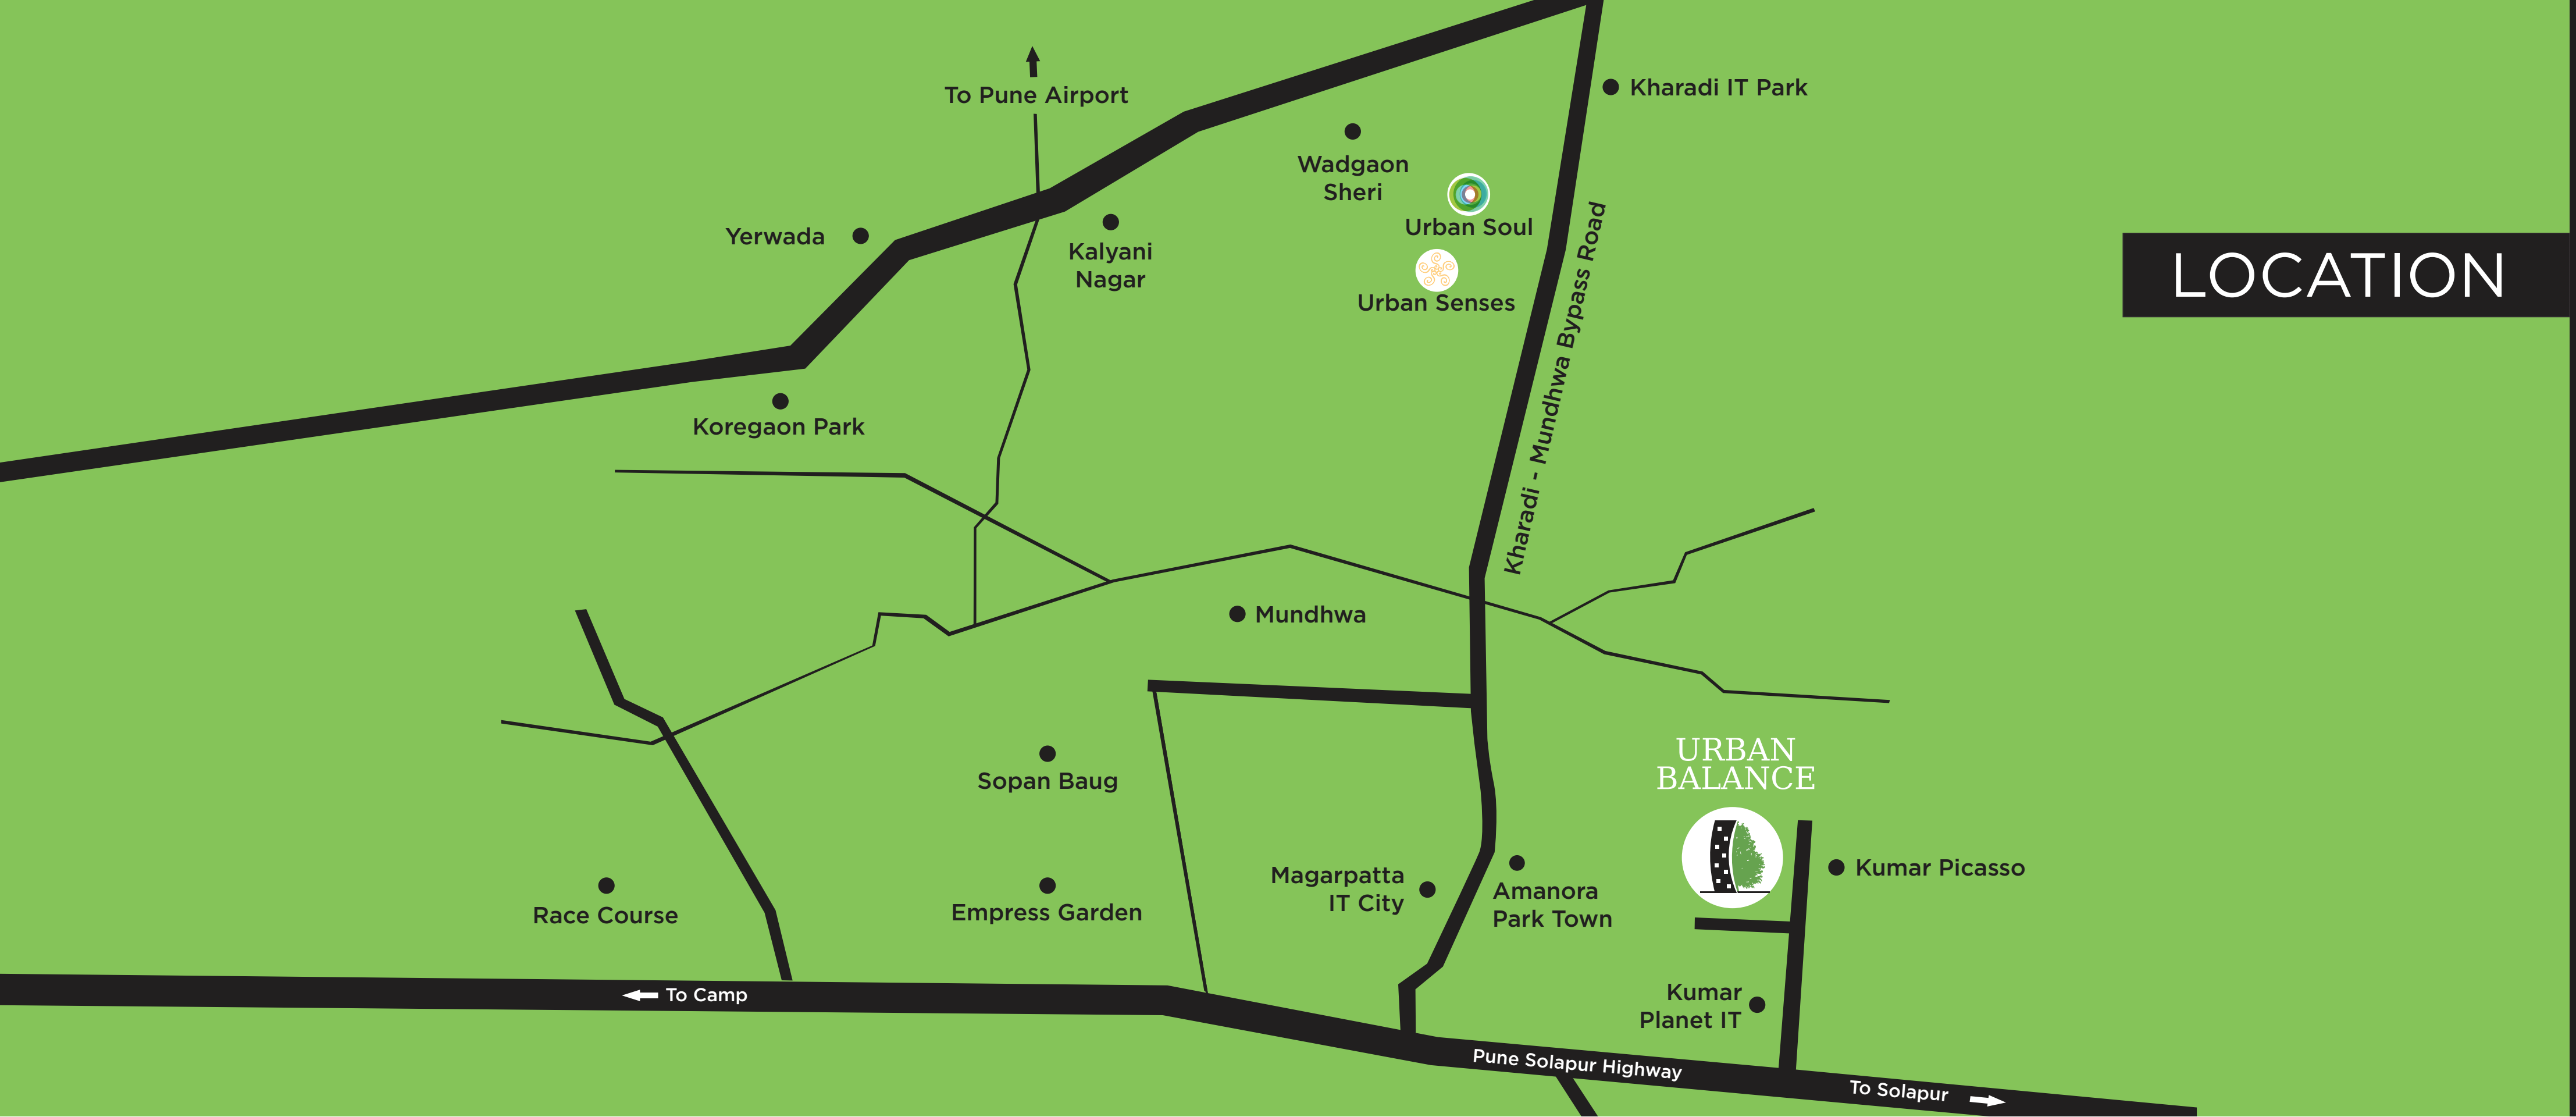 To Pune Airport
Kharadi IT Park
Wadgaon
Sheri
Urban Soul
Yerwada
Kalyani
Nagar
Urban Senses
LOCATION
Kharadi - Mundhwa Bypass Road
Koregaon Park
Mundhwa
URBAN
BALANCE
Sopan Baug
Magarpatta
IT City
Amanora
Park Town
Kumar Picasso
Race Course
Empress Garden
To Camp
Kumar
Planet IT
Pune Solapur Highway
To Solapur